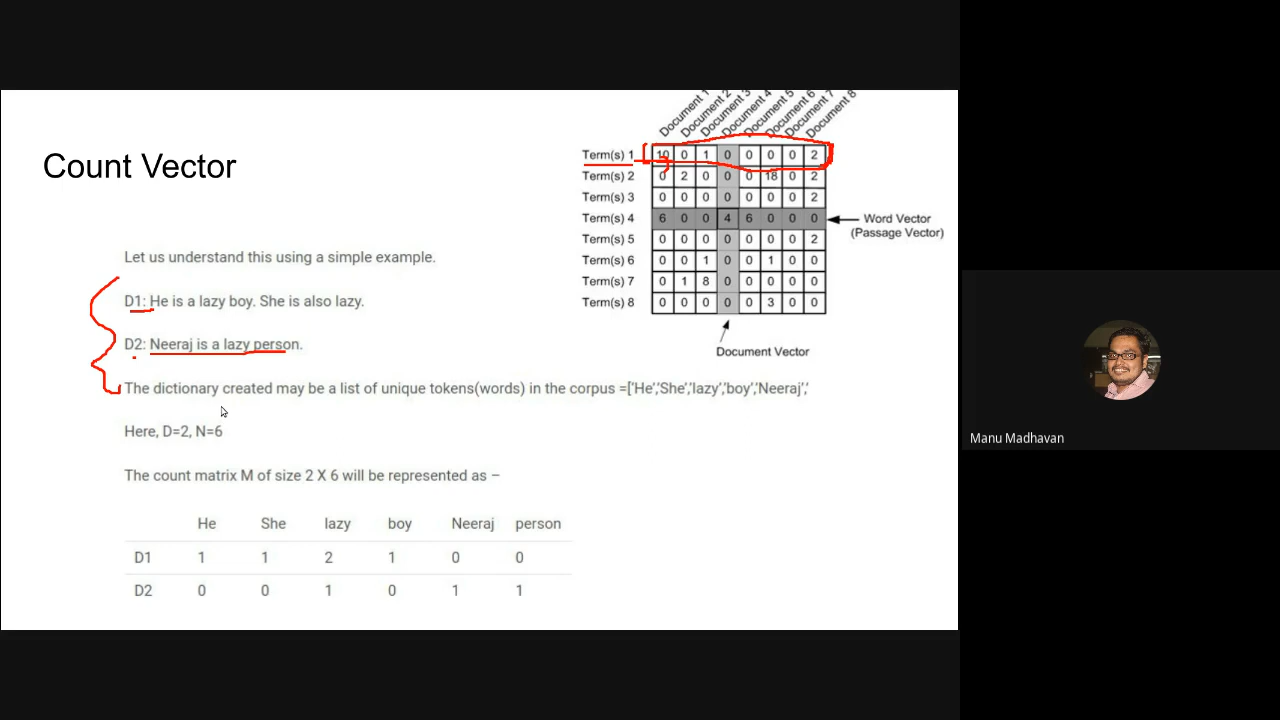 Count Vector
Let us understand this using a simple example.
D1: He is a lazy boy. She is also lazy.
D2: Neeraj is a lazy person.
The dictionary created may be a list of unique tokens(words) in the corpus =['He','She','lazy','boy','Neeraj','
Here, D=2, N=6
The count matrix M of size 2 X 6 will be represented as –
He She lazy boy Neeraj person
D1 1 1 2 1 0 0
D2 0 0 1 0 1 1
Document 1 Document 2 Document 3 Document 4 Document 5 Document 6 Document 7 Document 8
Term(s) 1 10 0 1 0 0 0 0 2
Term(s) 2 0 2 0 0 0 18 0 2
Term(s) 3 0 0 0 0 0 0 0 2
Term(s) 4 6 0 0 4 6 0 0 0
Term(s) 5 0 0 0 0 0 0 0 2
Term(s) 6 0 0 1 0 0 1 0 0
Term(s) 7 0 1 8 0 0 0 0 0
Term(s) 8 0 0 0 0 0 3 0 0
Word Vector
(Passage Vector)
Document Vector
Manu Madhavan